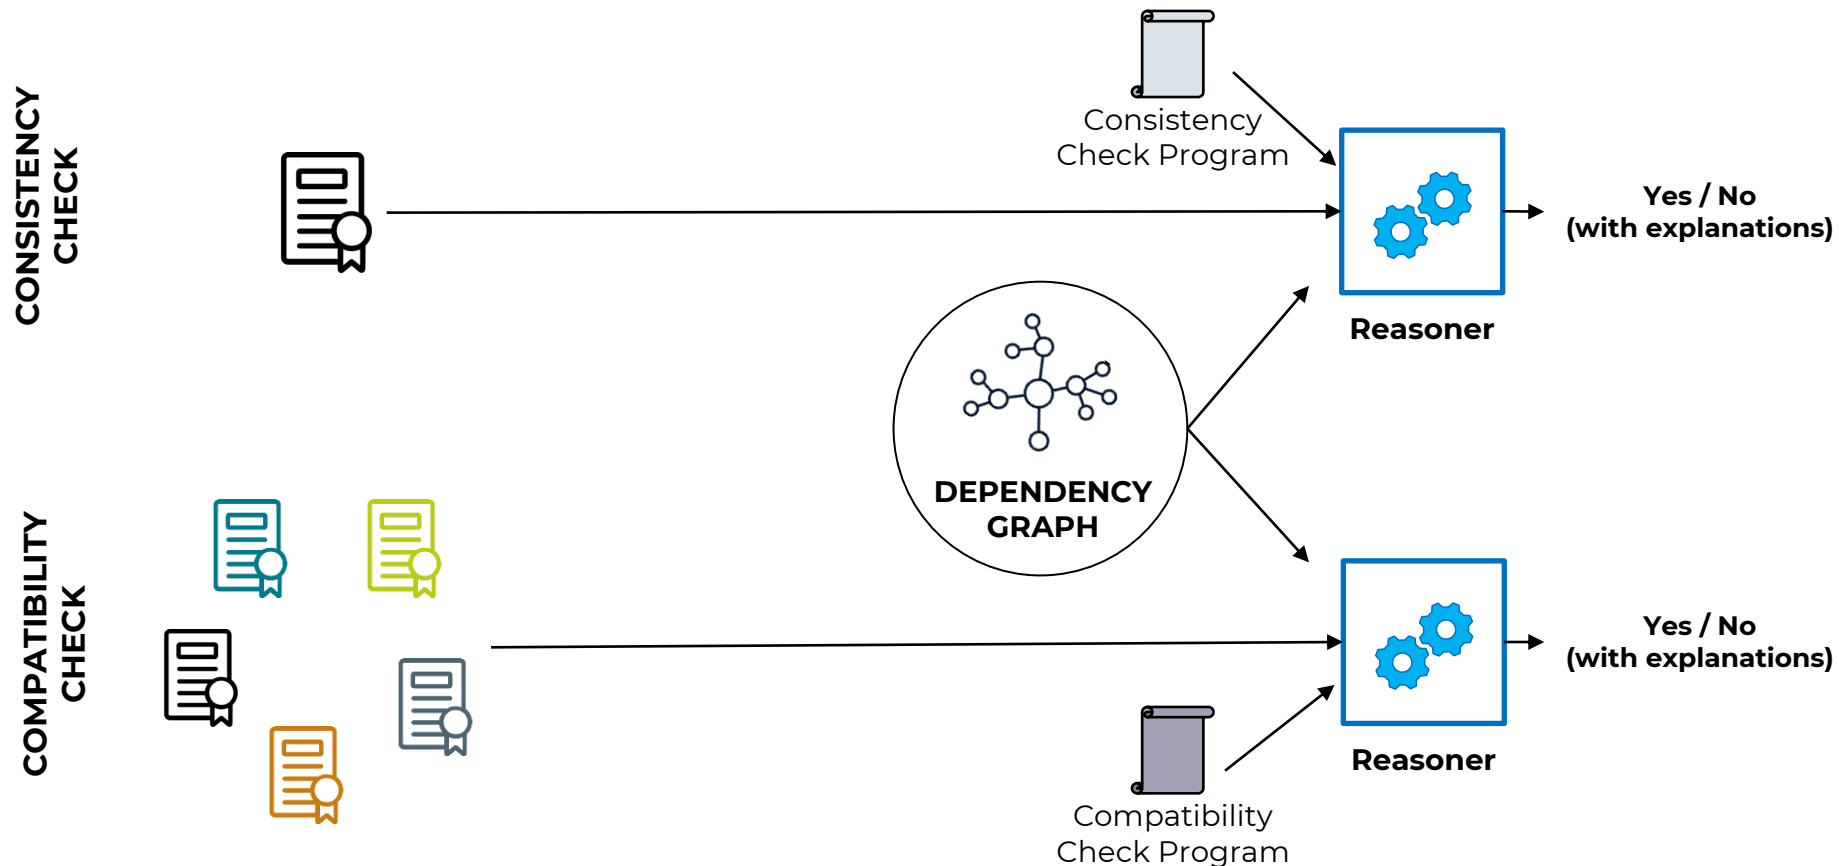 CONSISTENCY
CHECK
Consistency
Check Program
Yes / No
(with explanations)
Reasoner
DEPENDENCY
GRAPH
COMPATIBILITY
CHECK
Yes / No
(with explanations)
Reasoner
Compatibility
Check Program